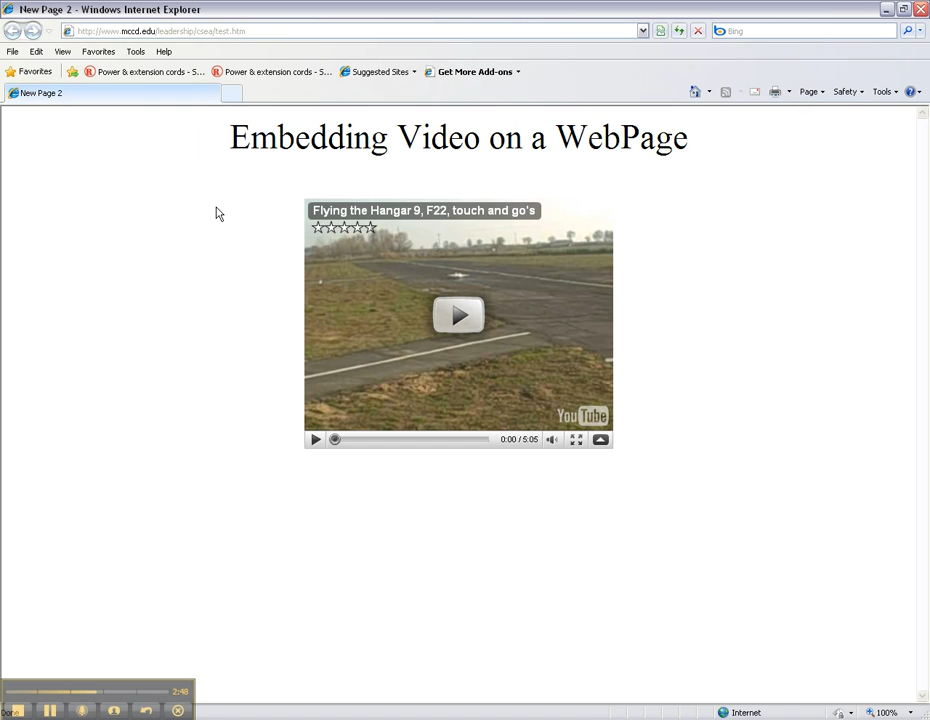 New Page 2 - Windows Internet Explorer
http://www.mccd.edu/leadership/csea/test.htm
Bing
File Edit View Favorites Tools Help
Favorites Power & extension cords - S... Power & extension cords - S... Suggested Sites Get More Add-ons
New Page 2
Page Safety Tools
Embedding Video on a WebPage
Flying the Hangar 9, F22, touch and go's
YouTube
0:00 / 5:05
2:48
Done
Internet
100%